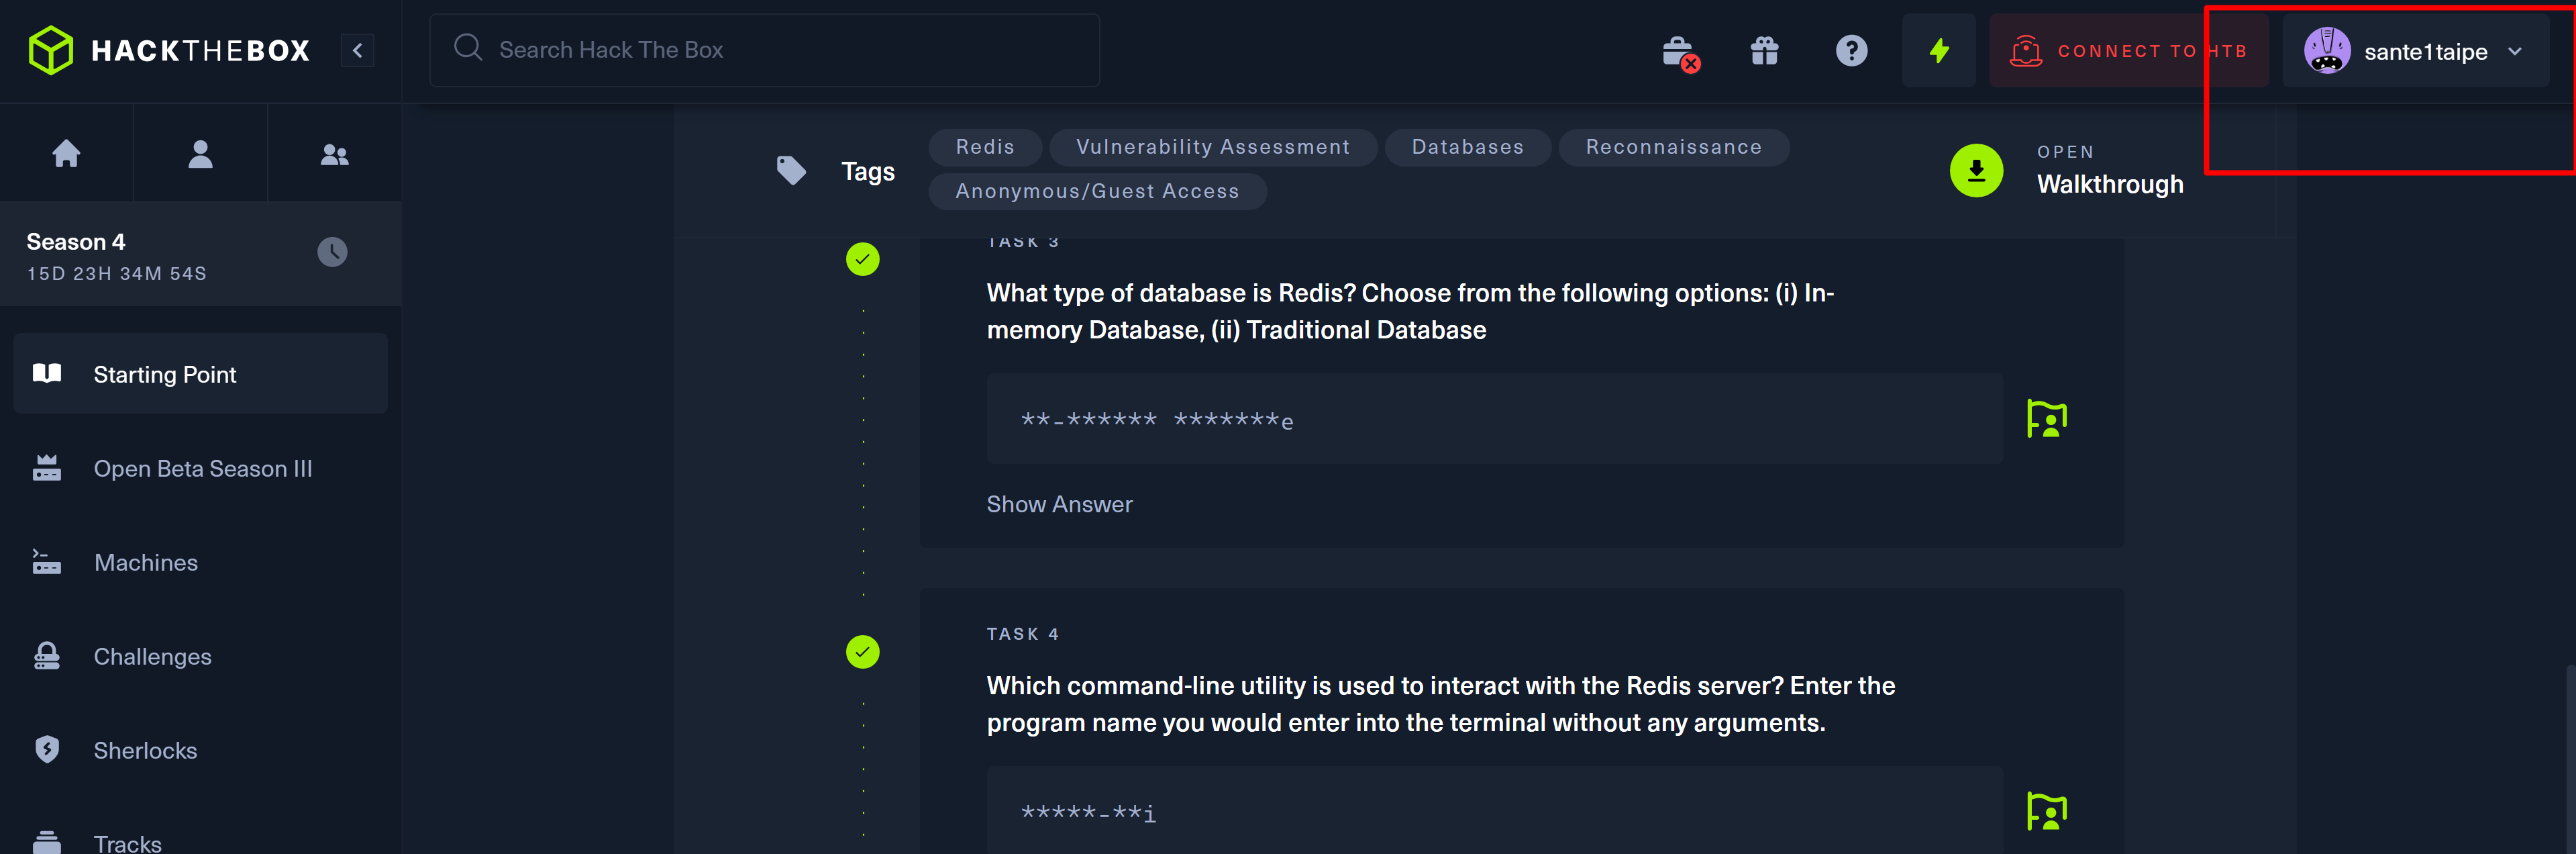 HACKTHEBOX
Search Hack The Box
CONNECT TO HTB
sante1taipe
Season 4
15D 23H 34M 54S
Starting Point
Open Beta Season III
Machines
Challenges
Sherlocks
Tracks
Tags
Redis
Vulnerability Assessment
Databases
Reconnaissance
Anonymous/Guest Access
OPEN
Walkthrough
TASK 3
What type of database is Redis? Choose from the following options: (i) In-
memory Database, (ii) Traditional Database
**-****** *******e
Show Answer
TASK 4
Which command-line utility is used to interact with the Redis server? Enter the
program name you would enter into the terminal without any arguments.
*****-**i